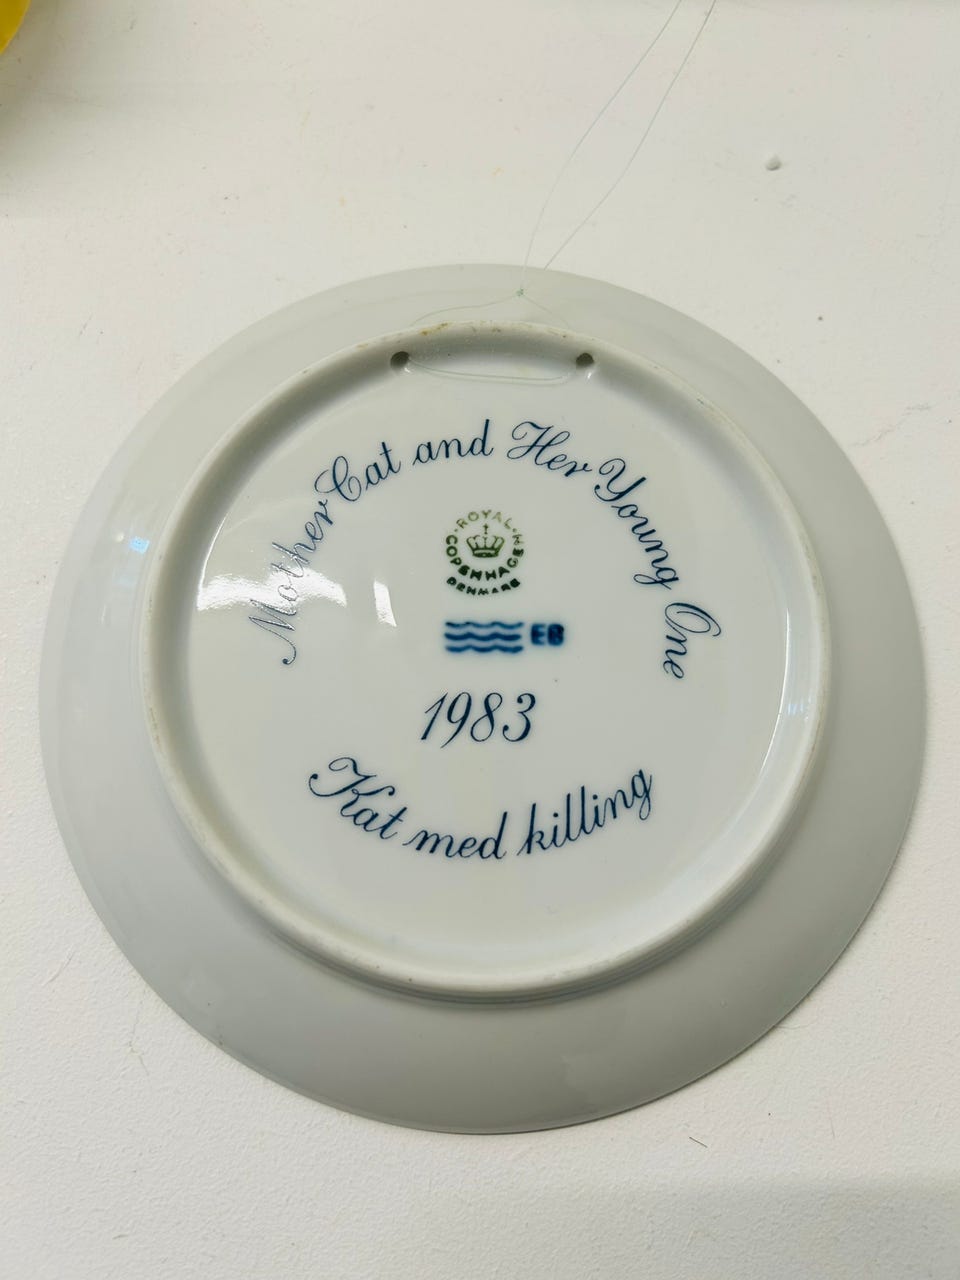 Mother Cat and Her Young One
ROYAL
COPENHAGEN
DENMARK
EB
1983
Kat med killing